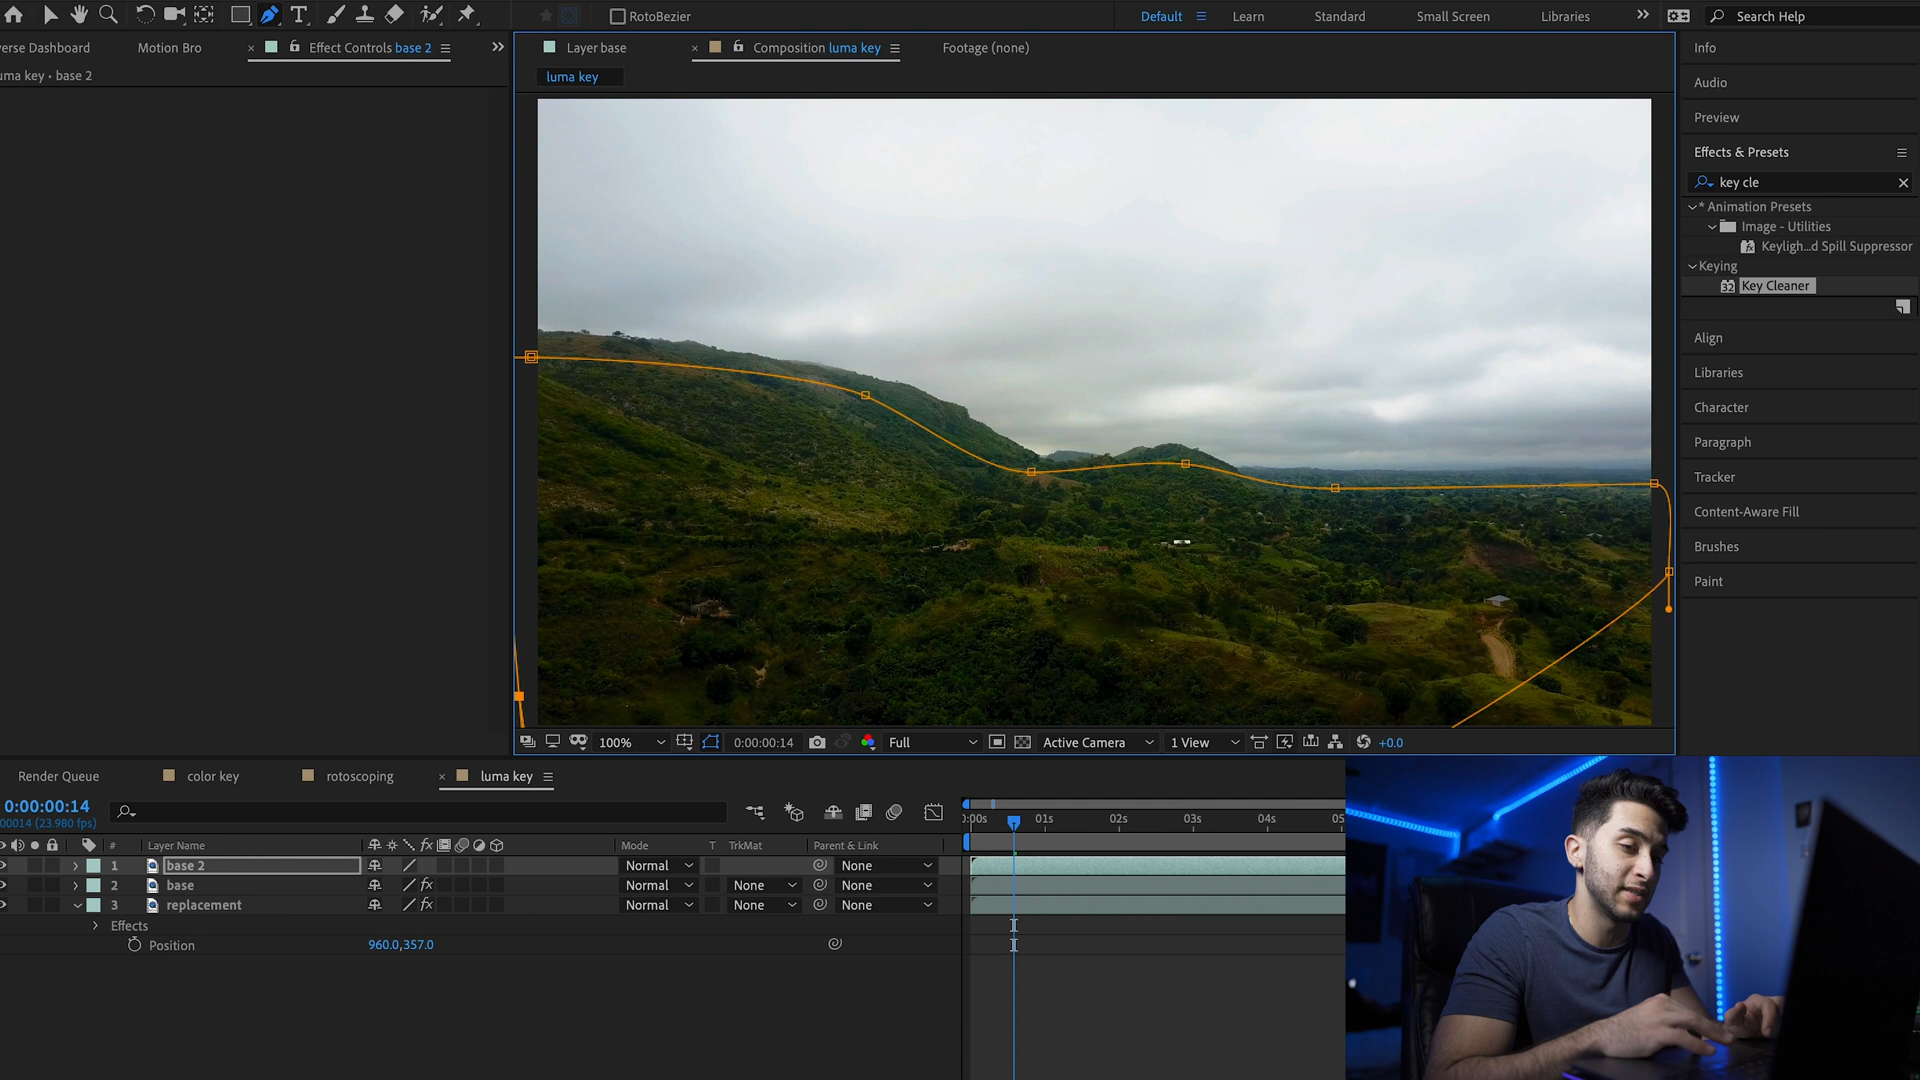 RotoBezier
Default
Learn
Standard
Small Screen
Libraries
Search Help
erse Dashboard
Motion Bro
Effect Controls base 2
Layer base
Composition luma key
Footage (none)
Info
uma key • base 2
luma key
Audio
Preview
Effects & Presets
key cle
* Animation Presets
Image - Utilities
Keyligh...d Spill Suppressor
Keying
32 Key Cleaner
Align
Libraries
Character
Paragraph
Tracker
Content-Aware Fill
Brushes
Paint
100%
0:00:00:14
Full
Active Camera
1 View
+0.0
Render Queue
color key
rotoscoping
luma key
0:00:00:14
00014 (23.980 fps)
:00s
01s
02s
03s
04s
05
#
Layer Name
fx
Mode
T
TrkMat
Parent & Link
1
base 2
Normal
None
2
base
fx
Normal
None
None
3
replacement
fx
Normal
None
None
Effects
Position
960.0,357.0